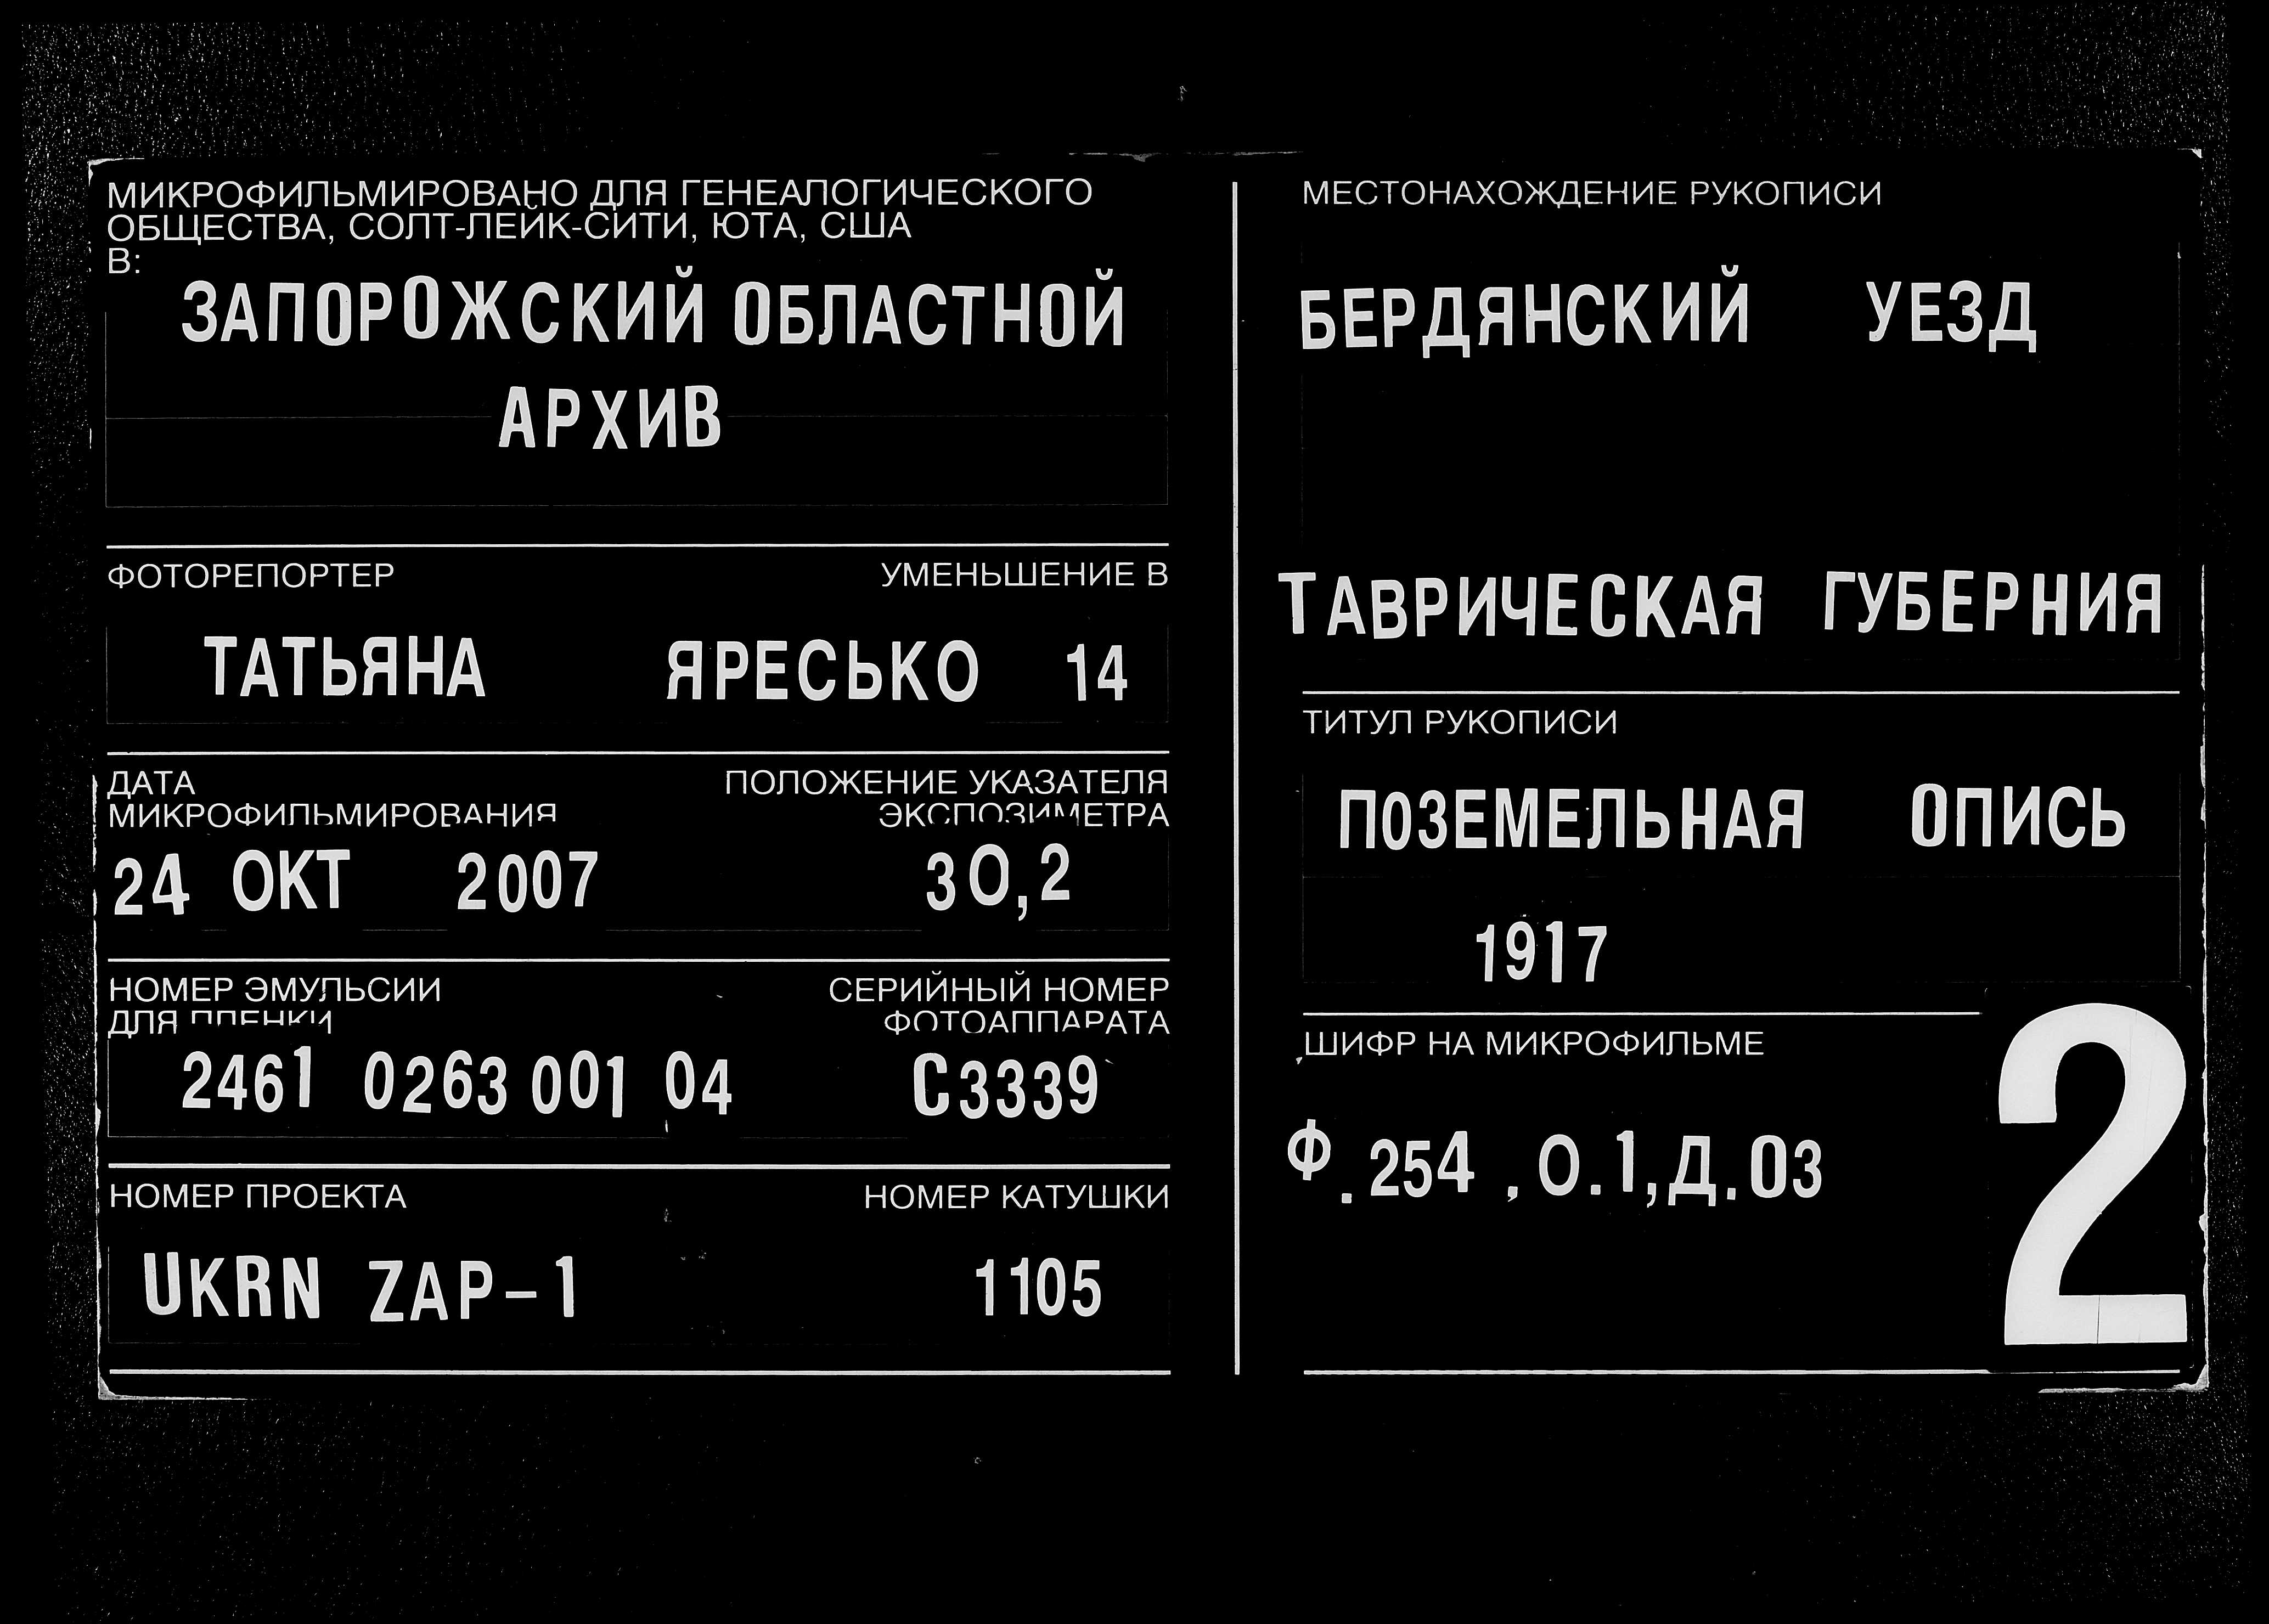 МИКРОФИЛЬМИРОВАНО ДЛЯ ГЕНЕАЛОГИЧЕСКОГО
ОБЩЕСТВА, СОЛТ-ЛЕЙК-СИТИ, ЮТА, США
В:
ЗАПОРОЖСКИЙ ОБЛАСТНОЙ
АРХИВ
ФОТОРЕПОРТЕР УМЕНЬШЕНИЕ В
ТАТЬЯНА ЯРЕСЬКО 14
ДАТА ПОЛОЖЕНИЕ УКАЗАТЕЛЯ
МИКРОФИЛЬМИРОВАНИЯ ЭКСПОЗИМЕТРА
24 ОКТ 2007 30,2
НОМЕР ЭМУЛЬСИИ СЕРИЙНЫЙ НОМЕР
ДЛЯ ПЛЕНКИ ФОТОАППАРАТА
2461 0263 001 04 С3339
НОМЕР ПРОЕКТА НОМЕР КАТУШКИ
UKRN ZAP-1 1105
МЕСТОНАХОЖДЕНИЕ РУКОПИСИ
БЕРДЯНСКИЙ УЕЗД
ТАВРИЧЕСКАЯ ГУБЕРНИЯ
ТИТУЛ РУКОПИСИ
ПОЗЕМЕЛЬНАЯ ОПИСЬ
1917
ШИФР НА МИКРОФИЛЬМЕ
Ф.254, О.1,Д.03
2